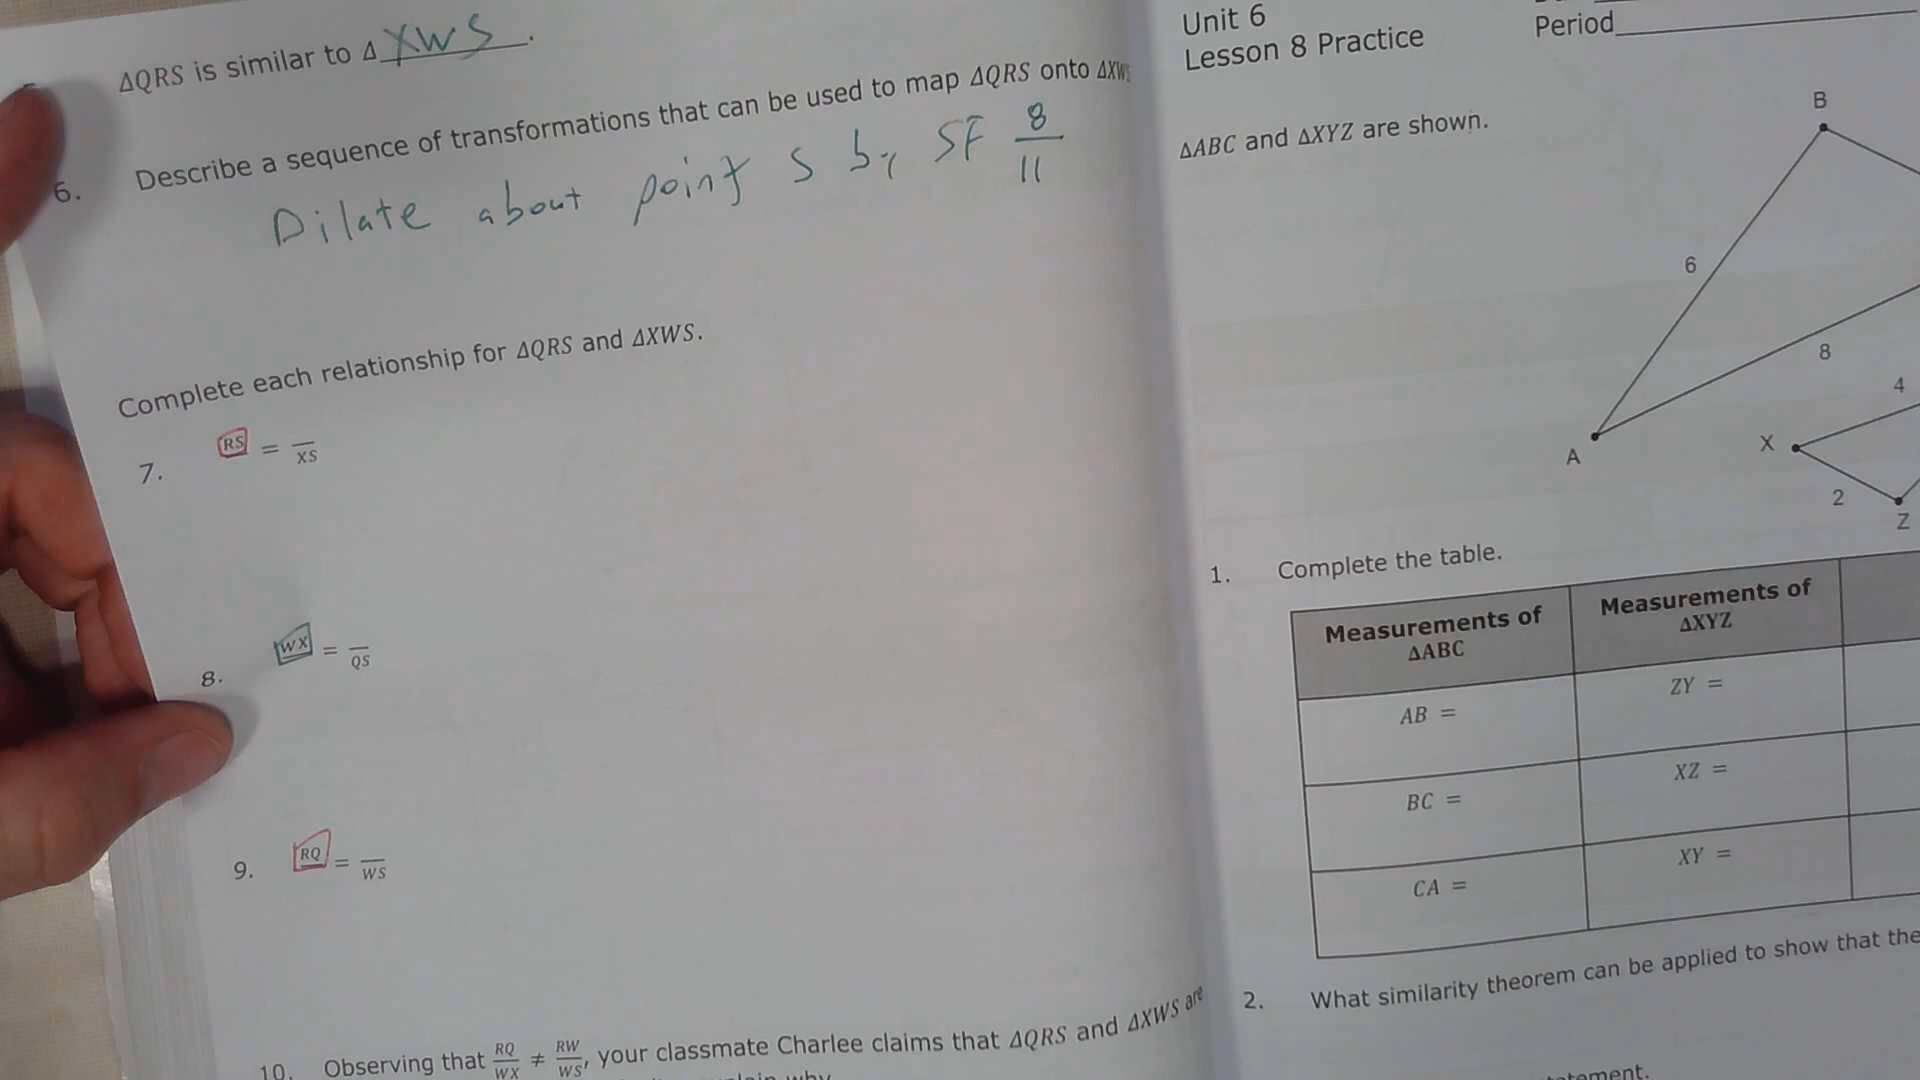 ΔQRS is similar to Δ XWS.
6. Describe a sequence of transformations that can be used to map ΔQRS onto ΔXW
Dilate about point S by SF 8/11
Complete each relationship for ΔQRS and ΔXWS.
7. RS = —/XS
8. WX = —/QS
9. RQ = —/WS
10. Observing that RQ/WX ≠ RW/WS, your classmate Charlee claims that ΔQRS and ΔXWS are
why
Unit 6
Lesson 8 Practice
Period
ΔABC and ΔXYZ are shown.
B
6
8
4
A
X
2
Z
1. Complete the table.
Measurements of ΔABC
Measurements of ΔXYZ
AB =
ZY =
BC =
XZ =
CA =
XY =
2. What similarity theorem can be applied to show that the